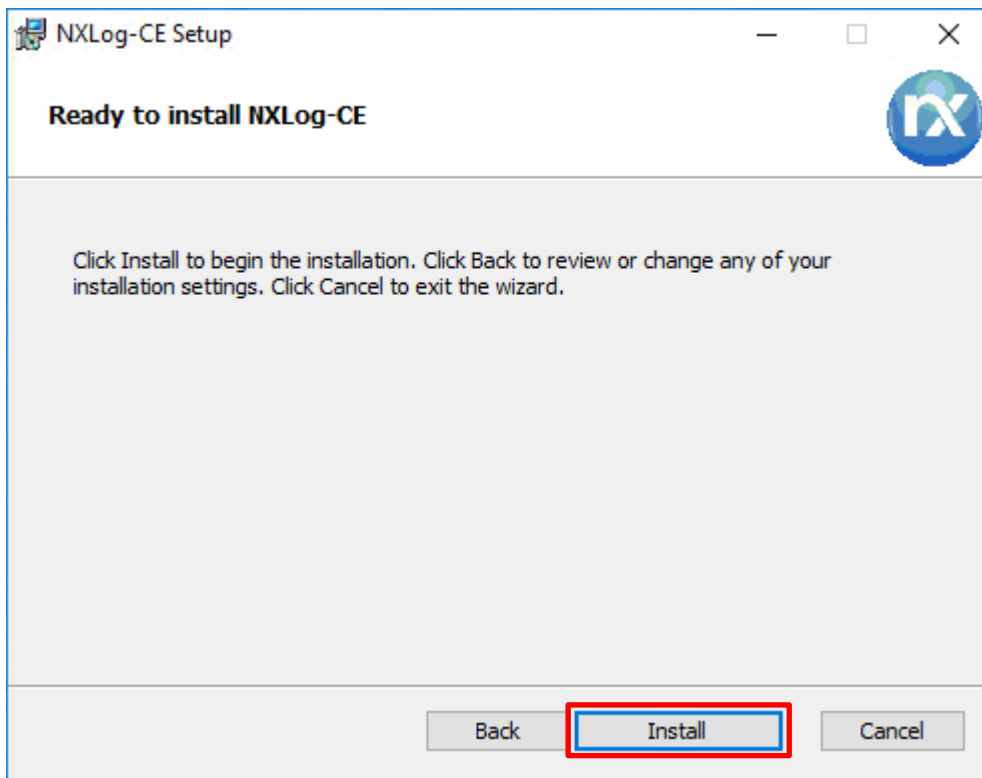 NXLog-CE Setup
Ready to install NXLog-CE
nx
Click Install to begin the installation. Click Back to review or change any of your
installation settings. Click Cancel to exit the wizard.
Back
Install
Cancel